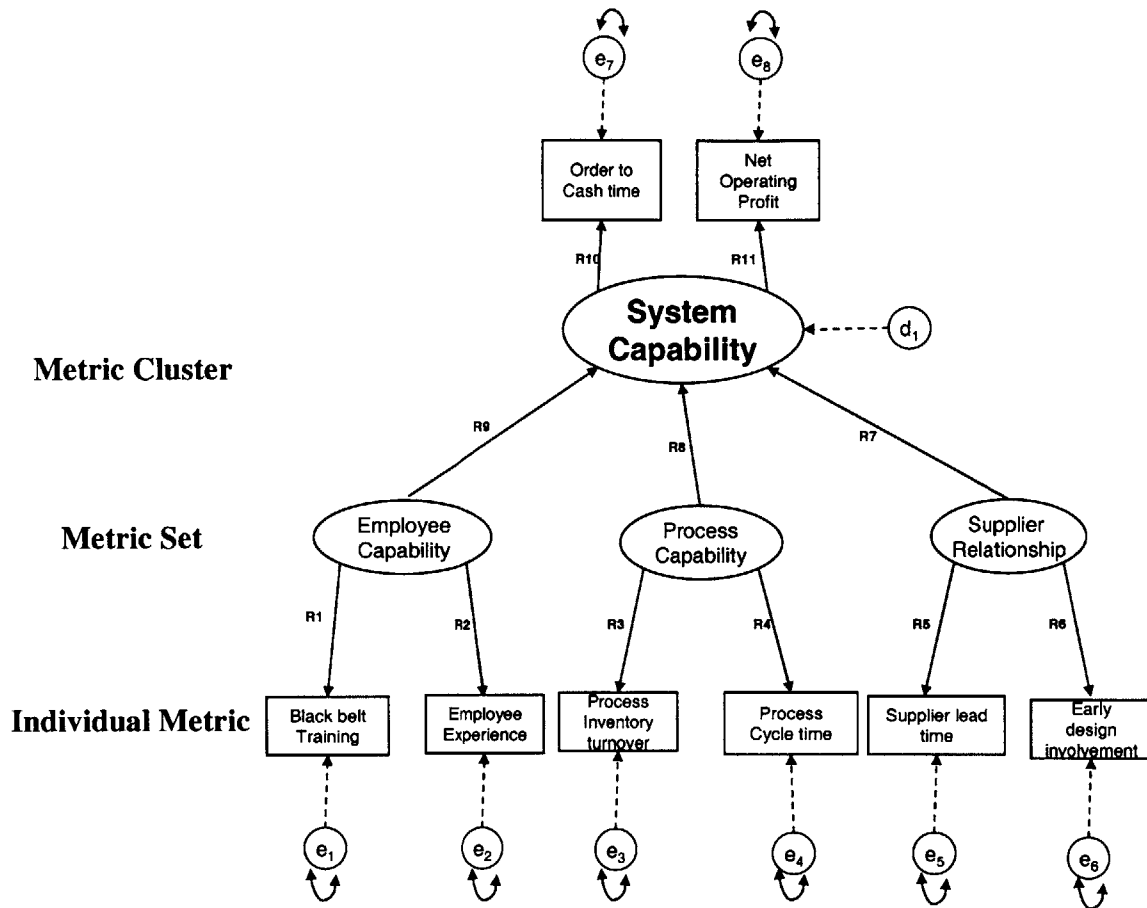 e7
e8
Order to
Cash time
Net
Operating
Profit
R10
R11
System
Capability
d1
Metric Cluster
R9
R8
R7
Metric Set
Employee
Capability
Process
Capability
Supplier
Relationship
R1
R2
R3
R4
R5
R6
Individual Metric
Black belt
Training
Employee
Experience
Process
Inventory
turnover
Process
Cycle time
Supplier lead
time
Early
design
involvement
e1
e2
e3
e4
e5
e6